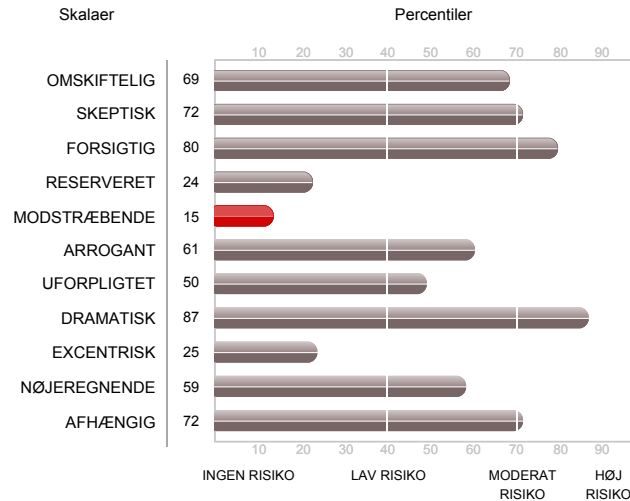 Skalaer Percentiler
10 20 30 40 50 60 70 80 90
OMSKIFTELIG 69
SKEPTISK 72
FORSIGTIG 80
RESERVERET 24
MODSTRÆBENDE 15
ARROGANT 61
UFORPLIGTET 50
DRAMATISK 87
EXCENTRISK 25
NØJEREGNENDE 59
AFHÆNGIG 72
10 20 30 40 50 60 70 80 90
INGEN RISIKO LAV RISIKO MODERAT HØJ
RISIKO RISIKO